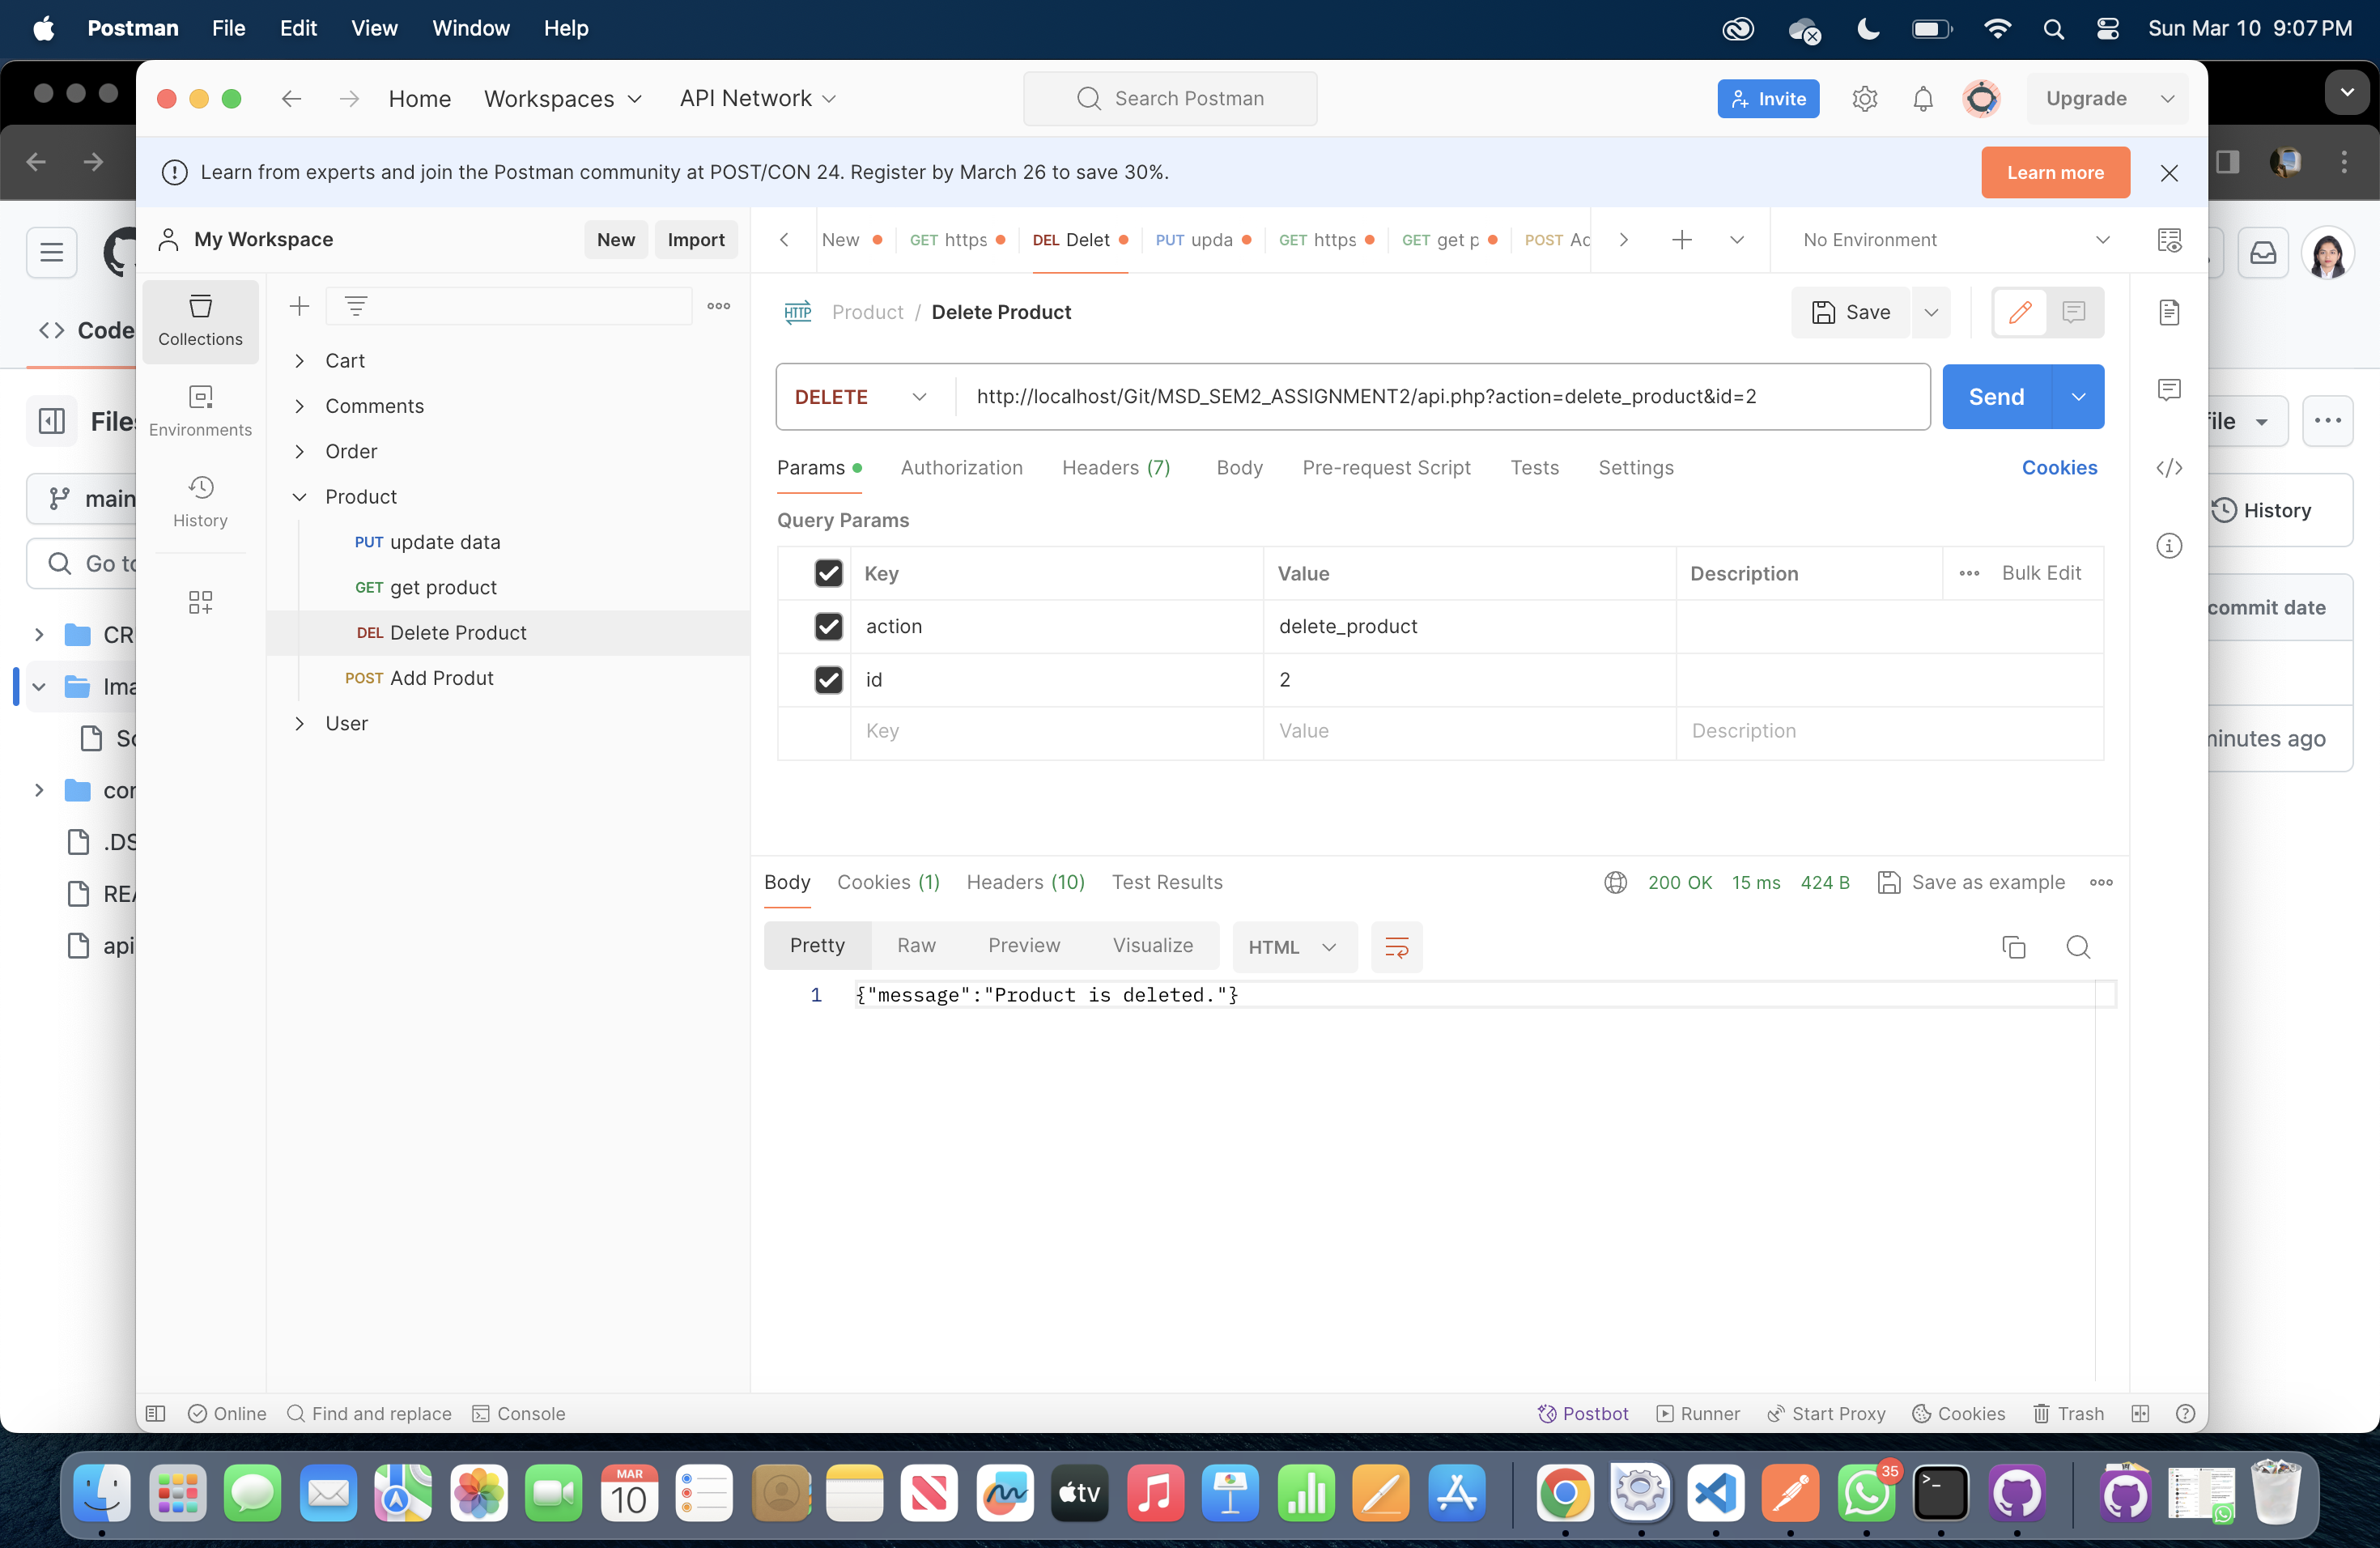 Postman File Edit View Window Help Sun Mar 10 9:07 PM
Home Workspaces API Network Search Postman Invite Upgrade
Learn from experts and join the Postman community at POST/CON 24. Register by March 26 to save 30%. Learn more
My Workspace New Import New GET https DEL Delet PUT upda GET https GET get p POST Ad No Environment
Code
Collections
Environments
History
Cart
Comments
Order
Product
PUT update data
GET get product
DEL Delete Product
POST Add Produt
User
HTTP Product / Delete Product Save
DELETE http://localhost/Git/MSD_SEM2_ASSIGNMENT2/api.php?action=delete_product&id=2 Send
Params Authorization Headers (7) Body Pre-request Script Tests Settings Cookies
Query Params
Key Value Description Bulk Edit
action delete_product
id 2
Key Value Description
Body Cookies (1) Headers (10) Test Results 200 OK 15 ms 424 B Save as example
Pretty Raw Preview Visualize HTML
1 {"message":"Product is deleted."}
Online Find and replace Console Postbot Runner Start Proxy Cookies Trash
Files
main
Go to
CR
Ima
Sc
cor
.DS
REA
api
file
History
commit date
minutes ago
MAR
10
tv
35